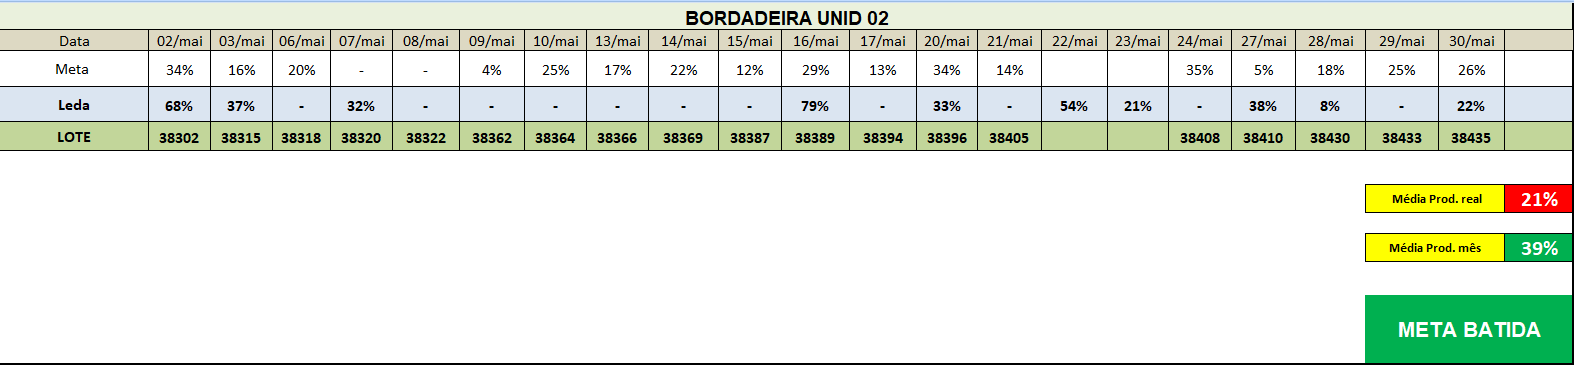 BORDADEIRA UNID 02
Data 02/mai 03/mai 06/mai 07/mai 08/mai 09/mai 10/mai 13/mai 14/mai 15/mai 16/mai 17/mai 20/mai 21/mai 22/mai 23/mai 24/mai 27/mai 28/mai 29/mai 30/mai
Meta 34% 16% 20% - - 4% 25% 17% 22% 12% 29% 13% 34% 14% 35% 5% 18% 25% 26%
Leda 68% 37% - 32% - - - - - - 79% - 33% - 54% 21% - 38% 8% - 22%
LOTE 38302 38315 38318 38320 38322 38362 38364 38366 38369 38387 38389 38394 38396 38405 38408 38410 38430 38433 38435
Média Prod. real 21%
Média Prod. mês 39%
META BATIDA